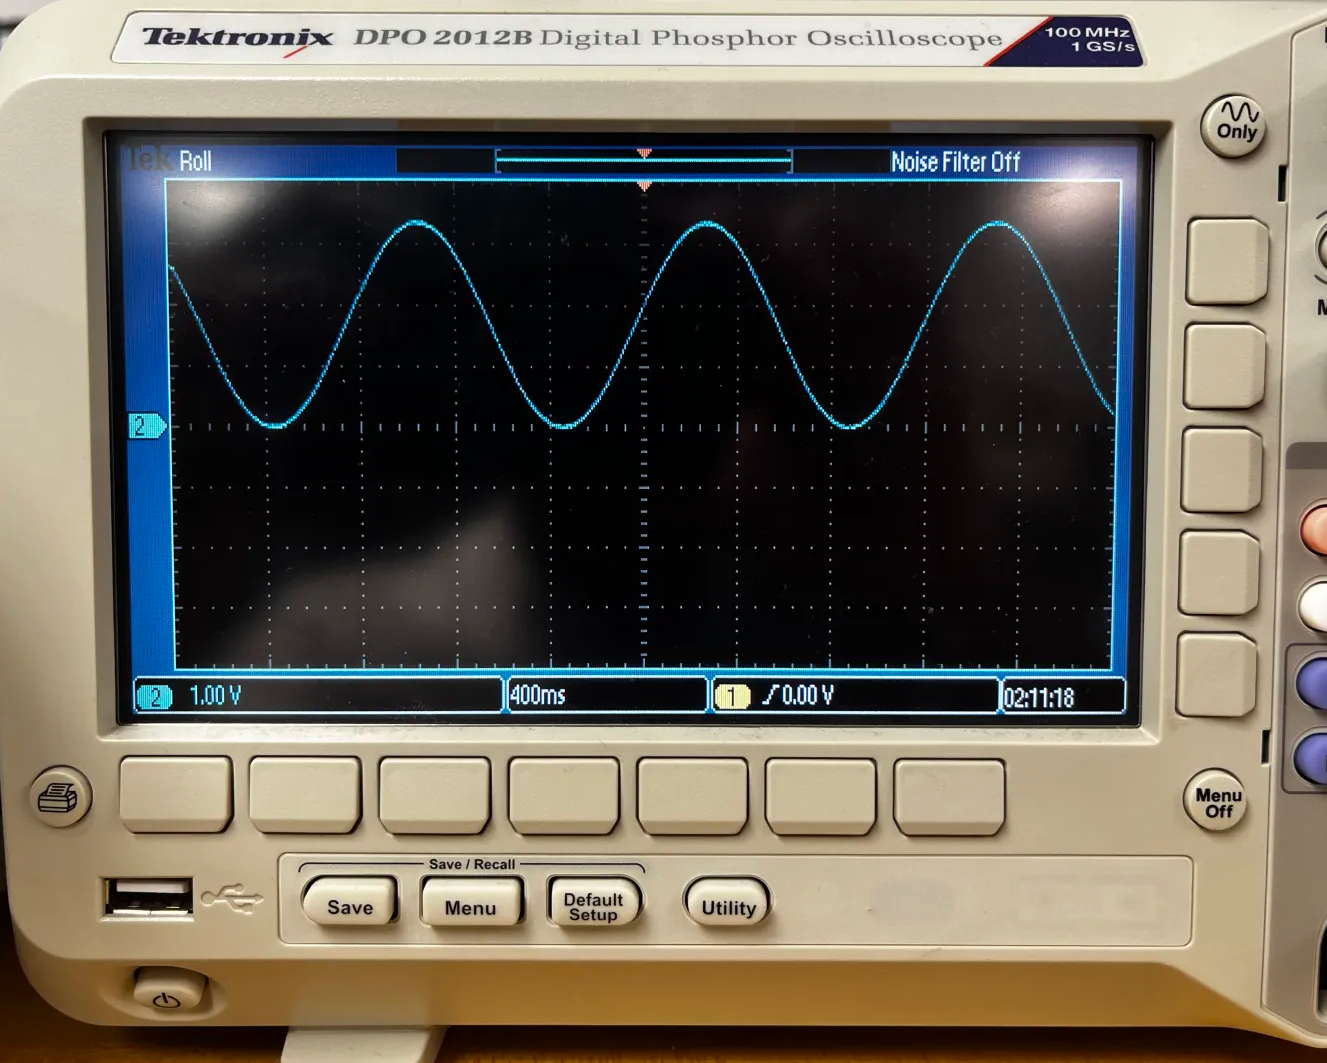 Tektronix DPO 2012B Digital Phosphor Oscilloscope
100 MHz
1 GS/s
Only
Tek Roll
Noise Filter Off
2
2 1.00 V
400ms
1 0.00 V
02:11:18
Menu
Off
Save / Recall
Save
Menu
Default
Setup
Utility